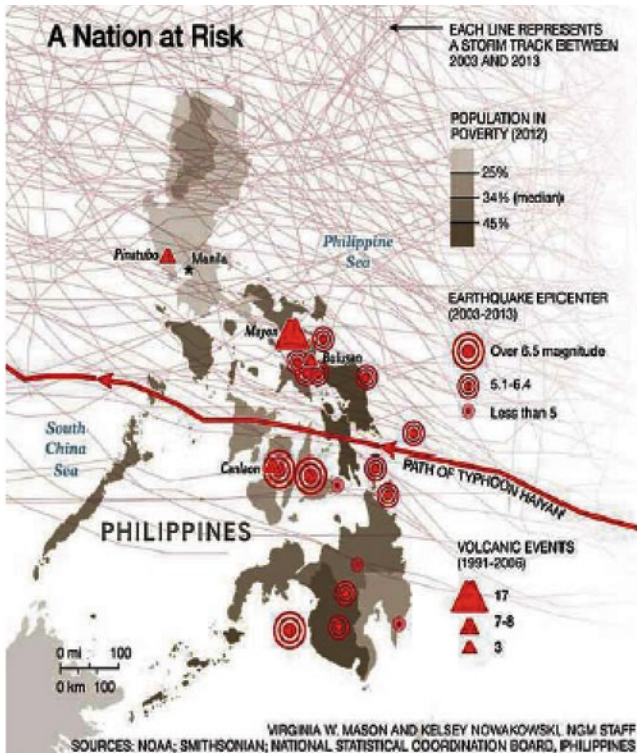 A Nation at Risk
EACH LINE REPRESENTS
A STORM TRACK BETWEEN
2003 AND 2013
POPULATION IN
POVERTY (2012)
25%
34% (median)
45%
Pinatubo
Manila
Philippine
Sea
Mayon
Bulusan
EARTHQUAKE EPICENTER
(2003-2013)
Over 6.5 magnitude
5.1-6.4
Less than 5
South
China
Sea
Canlaon
PATH OF TYPHOON HAIYAN
PHILIPPINES
VOLCANIC EVENTS
(1991-2006)
17
7-8
3
0 mi 100
0 km 100
VIRGINIA W. MASON AND KELSEY NOWAKOWSKI, NGM STAFF
SOURCES: NOAA; SMITHSONIAN; NATIONAL STATISTICAL COORDINATION BOARD, PHILIPPINES